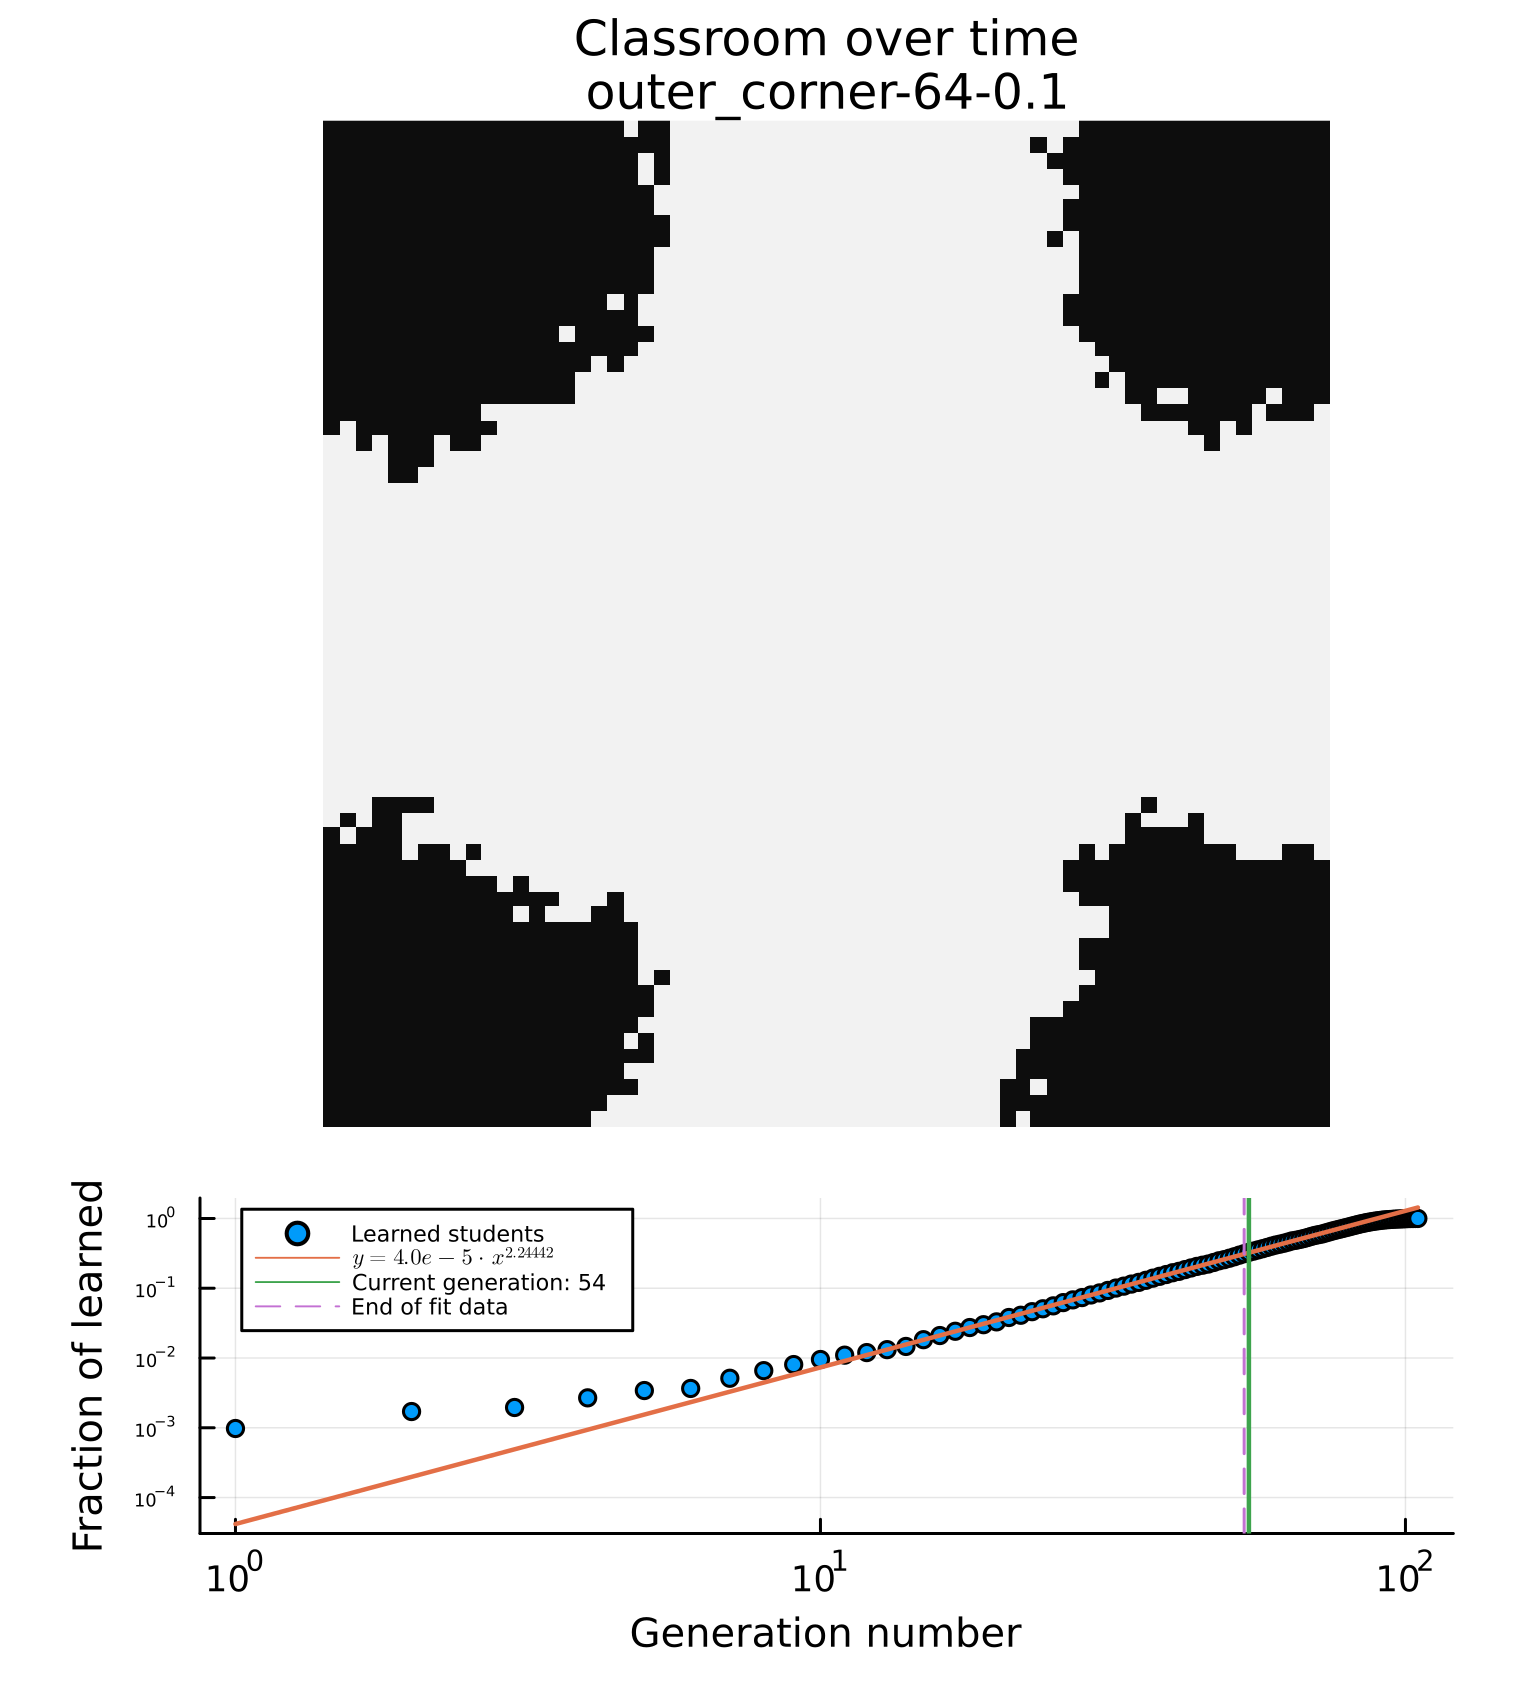 Classroom over time
outer_corner-64-0.1
Fraction of learned
10^0
10^−1
10^−2
10^−3
10^−4
Learned students
y = 4.0e − 5 · x^2.24442
Current generation: 54
End of fit data
10^0
10^1
10^2
Generation number